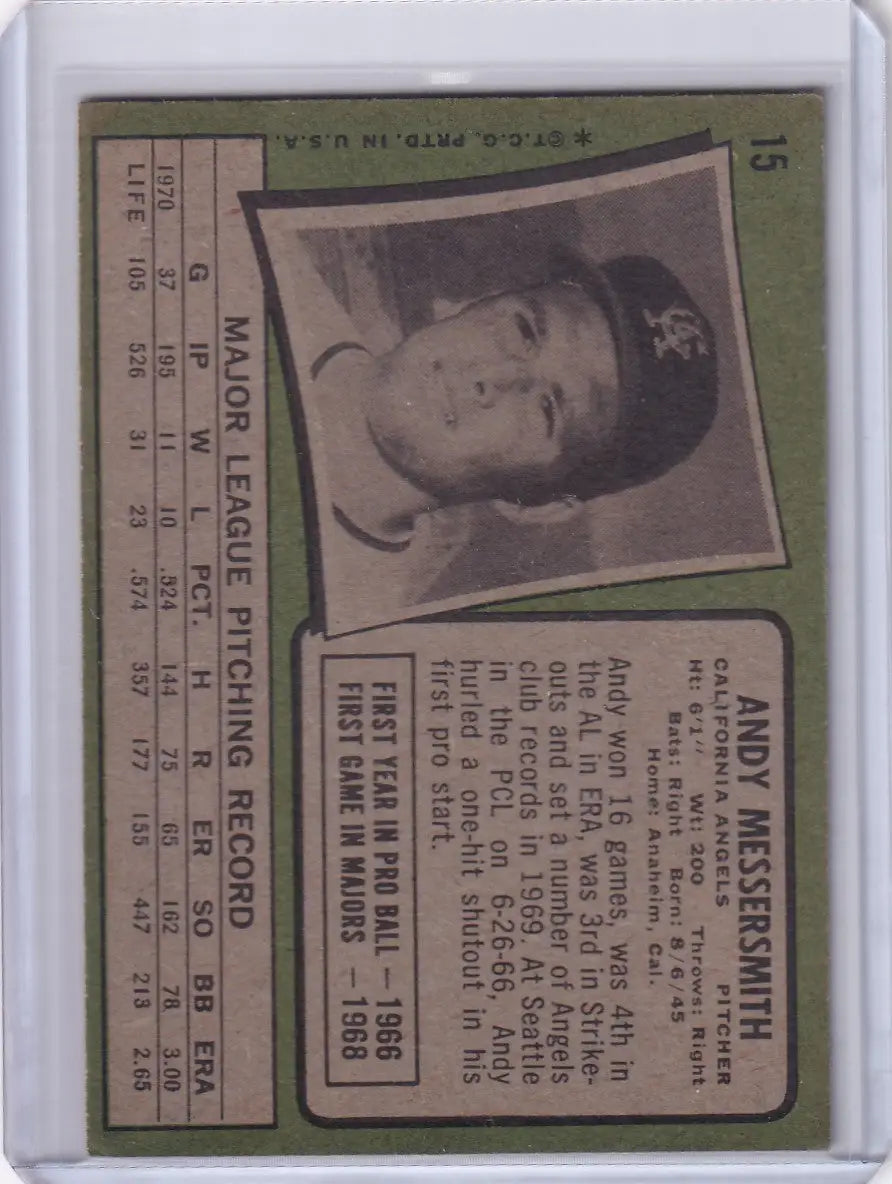 15
* © T.C.G. PRTD. IN U.S.A.
CA
ANDY MESSERSMITH
CALIFORNIA ANGELS PITCHER
Ht: 6'1" Wt: 200 Throws: Right
Bats: Right Born: 8/6/45
Home: Anaheim, Cal.
Andy won 16 games, was 4th in
the AL in ERA, was 3rd in Strike-
outs and set a number of Angels
club records in 1969. At Seattle
in the PCL on 6-26-66, Andy
hurled a one-hit shutout in his
first pro start.
FIRST YEAR IN PRO BALL — 1966
FIRST GAME IN MAJORS — 1968
MAJOR LEAGUE PITCHING RECORD
G IP W L PCT. H R ER SO BB ERA
1970 37 195 11 10 .524 144 75 65 162 78 3.00
LIFE 105 526 31 23 .574 357 177 155 447 213 2.65